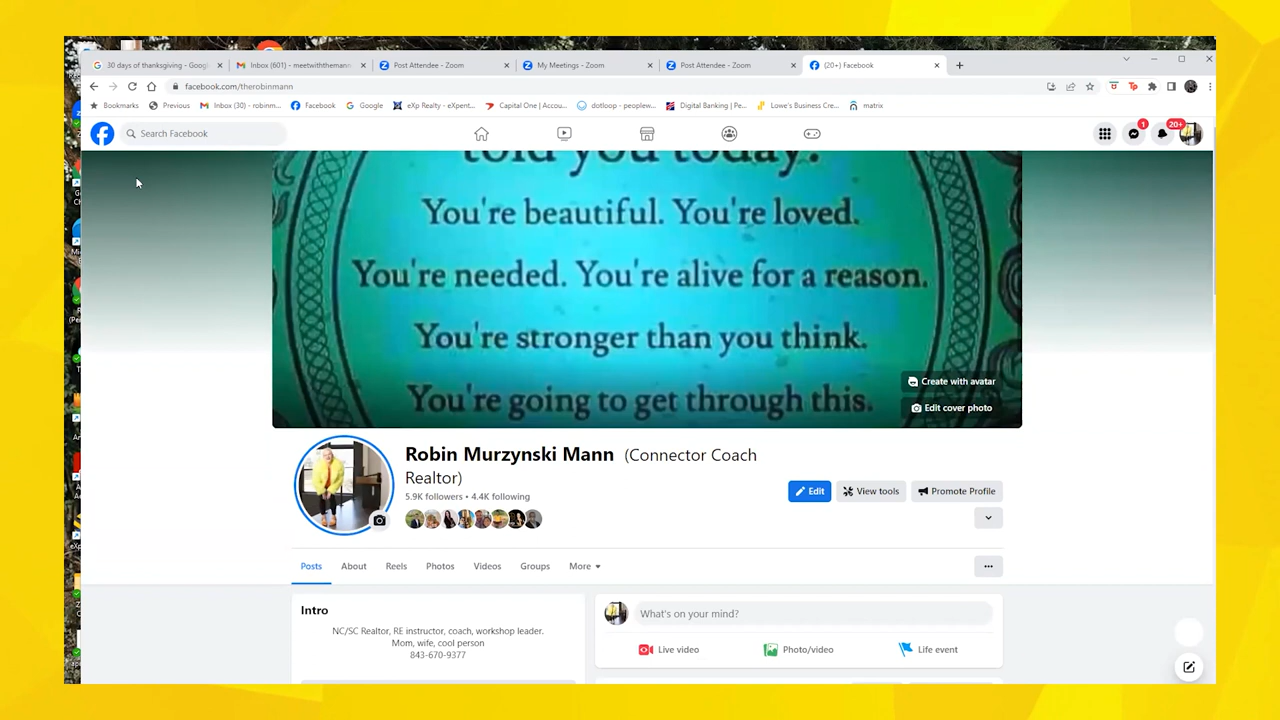 30 days of thanksgiving - Goog
Inbox (601) - meetwiththemann
Post Attendee - Zoom
My Meetings - Zoom
Post Attendee - Zoom
(20+) Facebook
facebook.com/therobinmann
Bookmarks
Previous
Inbox (30) - robinm...
Facebook
Google
eXp Realty - eXpent...
Capital One | Accou...
dotloop - peoplew...
Digital Banking | Pe...
Lowe's Business Cre...
matrix
Search Facebook
1
20+
told you today?
You're beautiful. You're loved.
You're needed. You're alive for a reason.
You're stronger than you think.
You're going to get through this.
Create with avatar
Edit cover photo
Robin Murzynski Mann (Connector Coach
Realtor)
5.9K followers • 4.4K following
Edit
View tools
Promote Profile
Posts
About
Reels
Photos
Videos
Groups
More
Intro
NC/SC Realtor, RE instructor, coach, workshop leader.
Mom, wife, cool person
843-670-9377
What's on your mind?
Live video
Photo/video
Life event